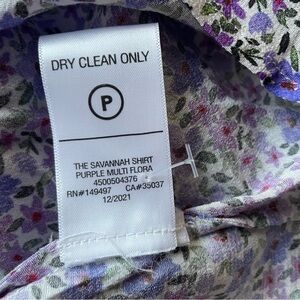 DRY CLEAN ONLY
P
THE SAVANNAH SHIRT
PURPLE MULTI FLORA
4500504376
RN#149497 CA#35037
12/2021